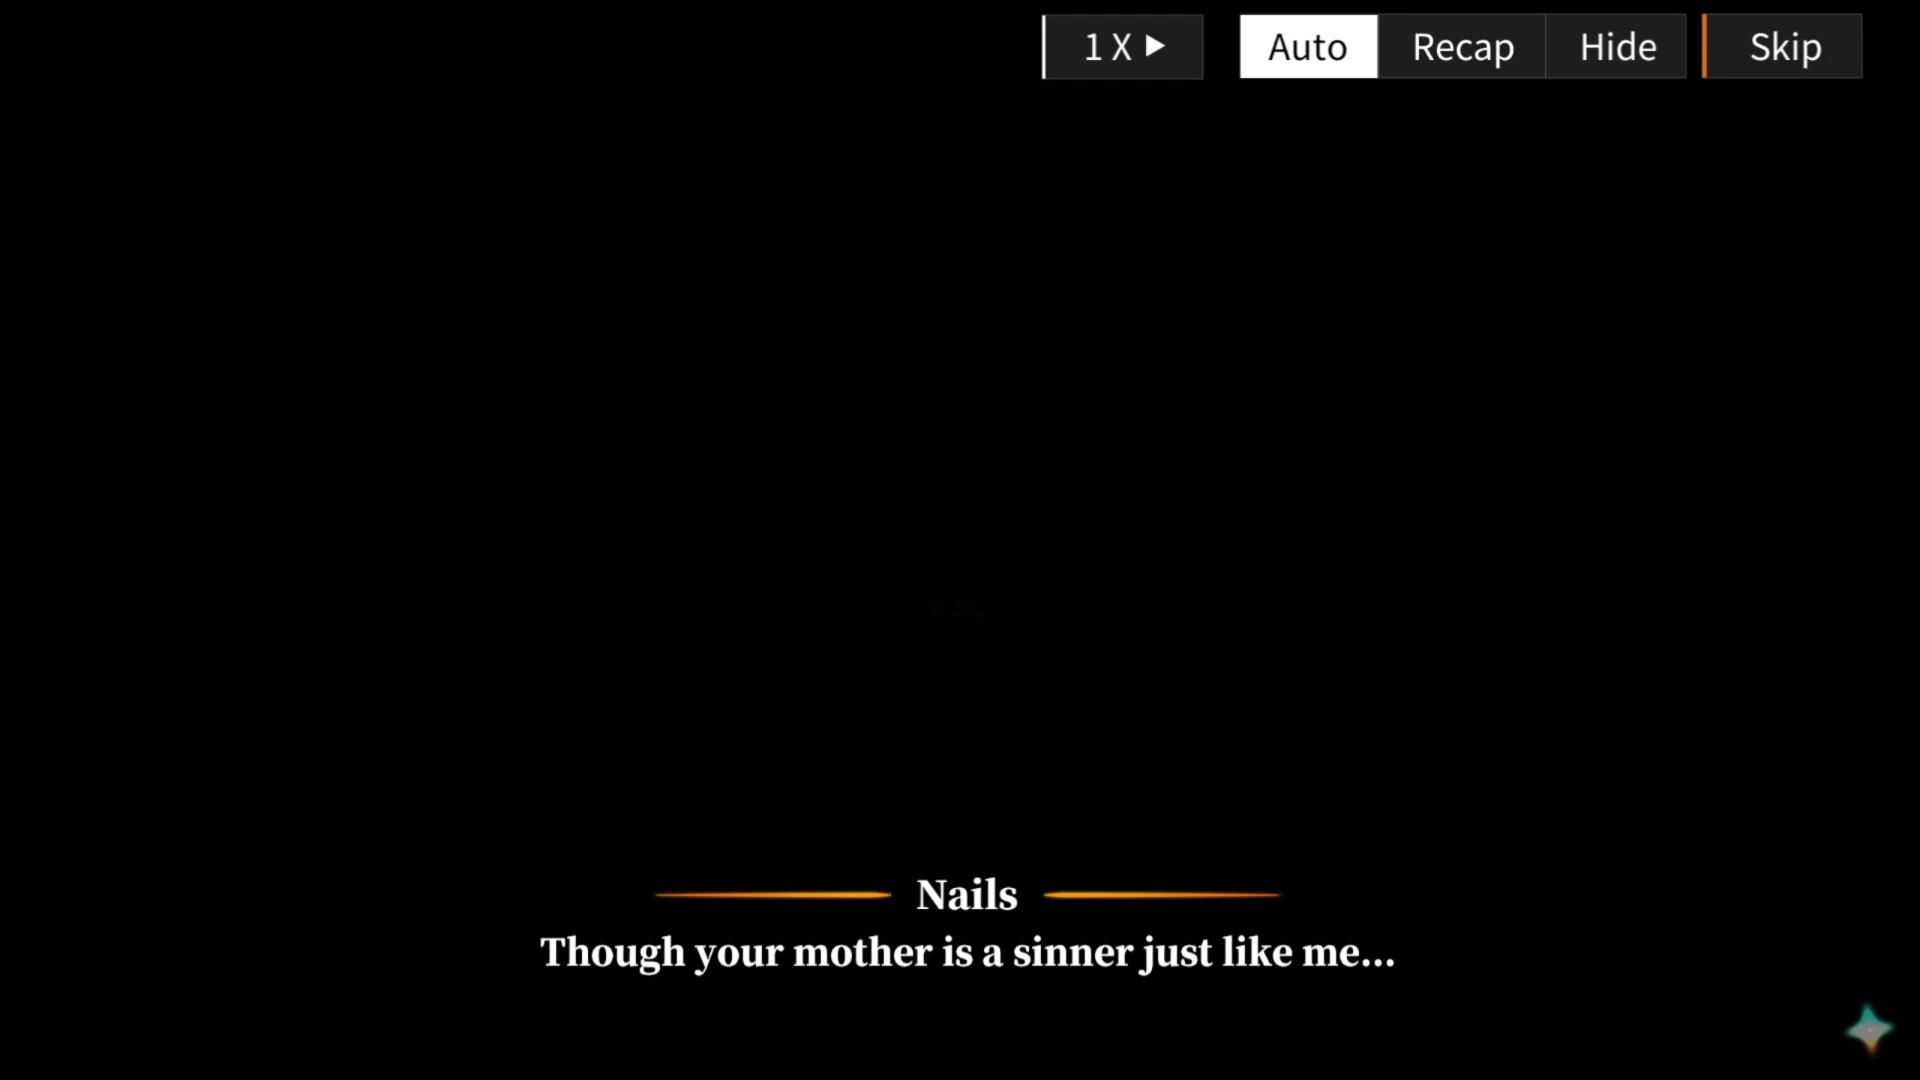 1 X ▶ Auto Recap Hide Skip
Nails
Though your mother is a sinner just like me...